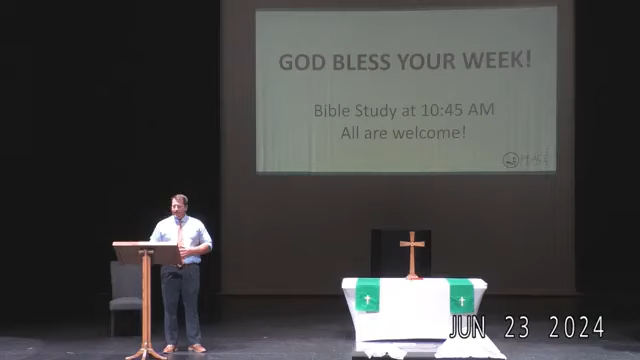 GOD BLESS YOUR WEEK!
Bible Study at 10:45 AM
All are welcome!
JUN 23 2024